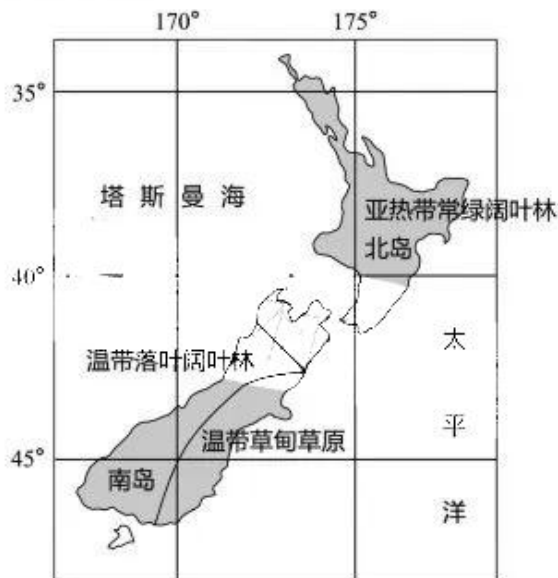 170° 175°
35°
塔斯曼海
亚热带常绿阔叶林
北岛
40°
太
温带落叶阔叶林
平
温带草甸草原
45°
南岛
洋